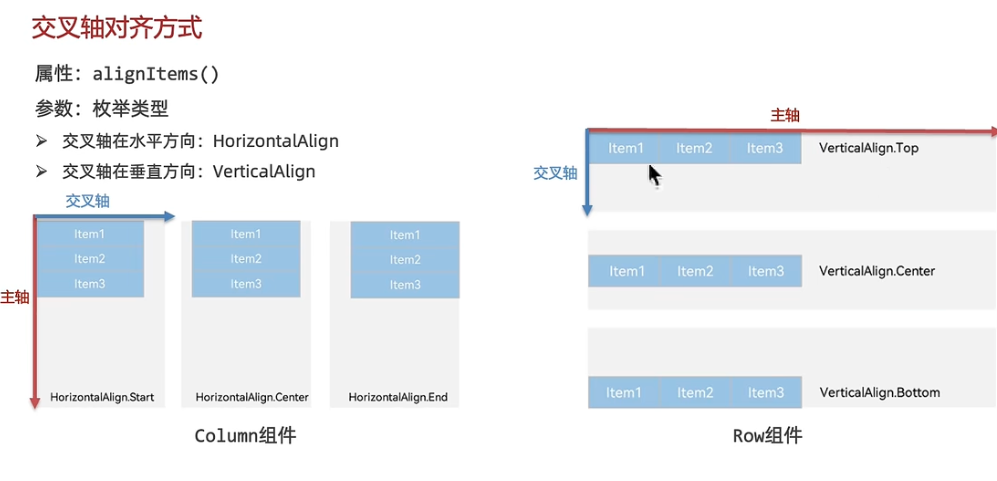 交叉轴对齐方式
属性：alignItems()
参数：枚举类型
交叉轴在水平方向：HorizontalAlign
交叉轴在垂直方向：VerticalAlign
交叉轴
主轴
Item1
Item2
Item3
HorizontalAlign.Start
Item1
Item2
Item3
HorizontalAlign.Center
Item1
Item2
Item3
HorizontalAlign.End
Column组件
主轴
交叉轴
Item1 Item2 Item3 VerticalAlign.Top
Item1 Item2 Item3 VerticalAlign.Center
Item1 Item2 Item3 VerticalAlign.Bottom
Row组件